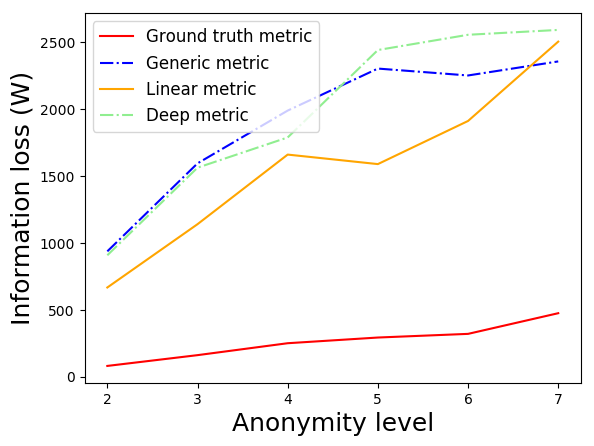 Ground truth metric
Generic metric
Linear metric
Deep metric
Information loss (W)
2500
2000
1500
1000
500
0
2 3 4 5 6 7
Anonymity level